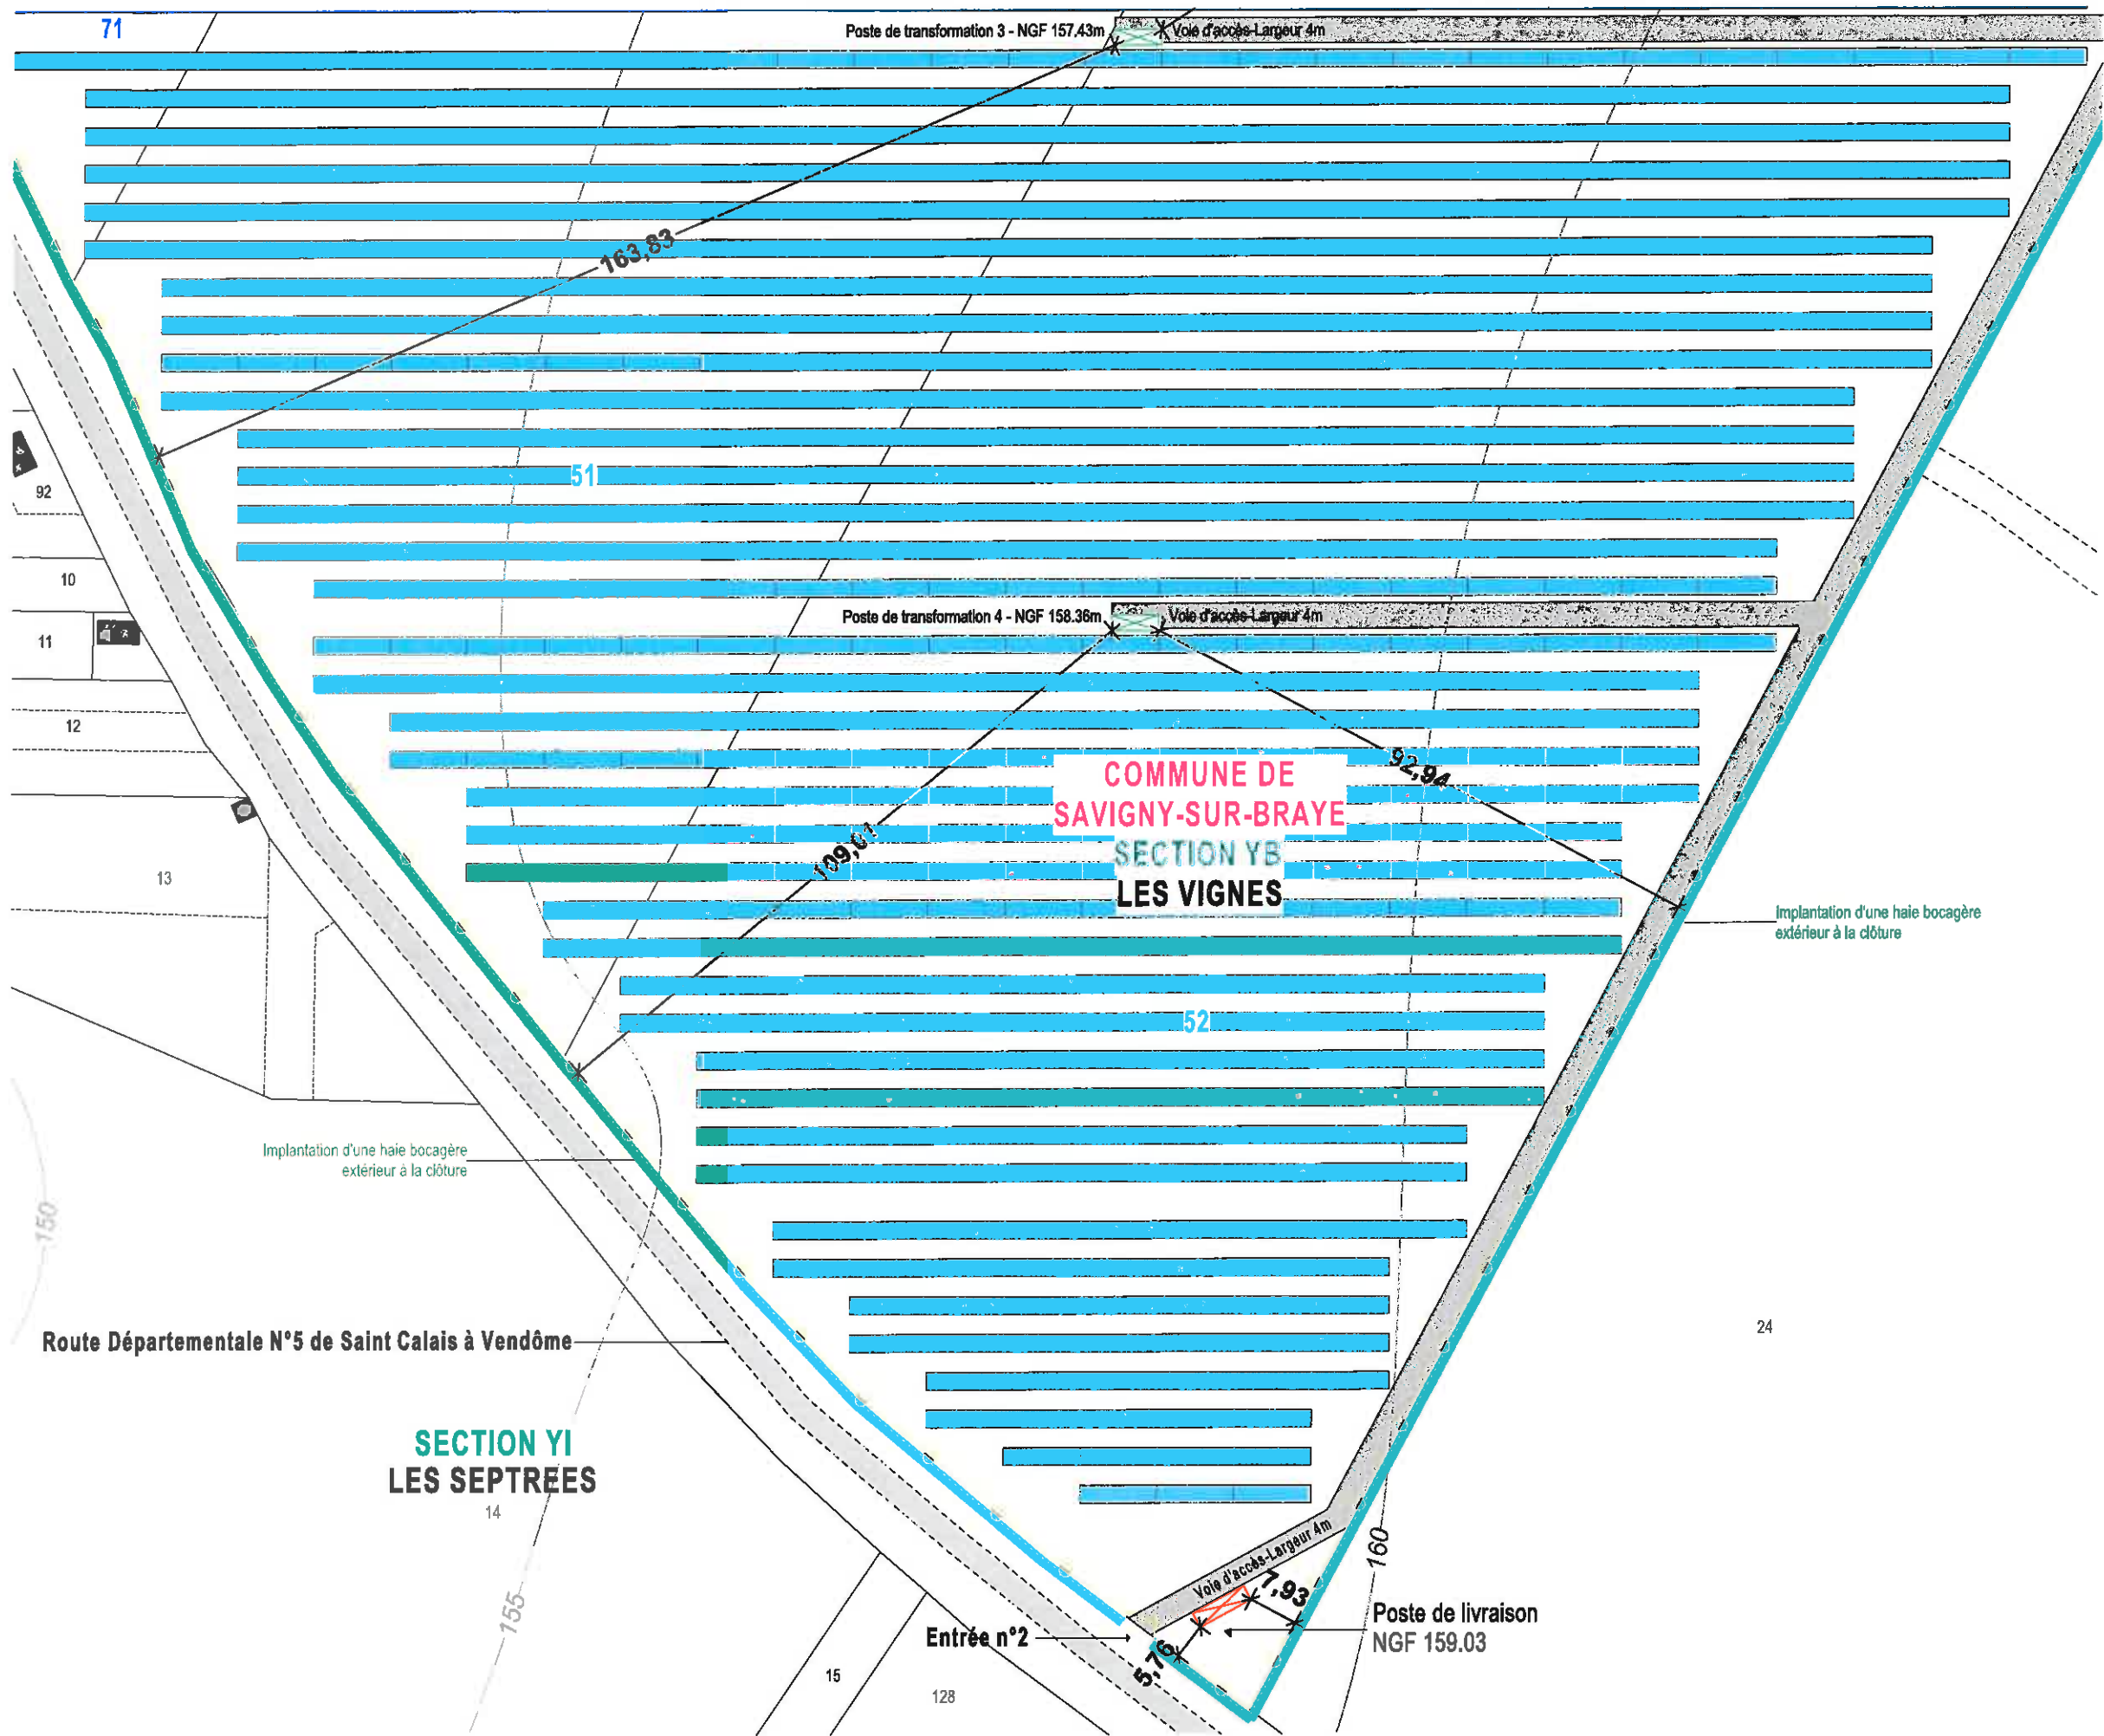 71
Poste de transformation 3 - NGF 157.43m
Voie d'accès-Largeur 4m
163,83
92
51
10
Poste de transformation 4 - NGF 158.36m
Voie d'accès-Largeur 4m
11
12
92,94
COMMUNE DE
SAVIGNY-SUR-BRAYE
SECTION YB
LES VIGNES
109,01
13
Implantation d'une haie bocagère
extérieur à la clôture
52
Implantation d'une haie bocagère
extérieur à la clôture
150
Route Départementale N°5 de Saint Calais à Vendôme
24
SECTION YI
LES SEPTREES
14
155
160
Voie d'accès-Largeur 4m
7,93
Poste de livraison
NGF 159.03
Entrée n°2
5,76
15
128